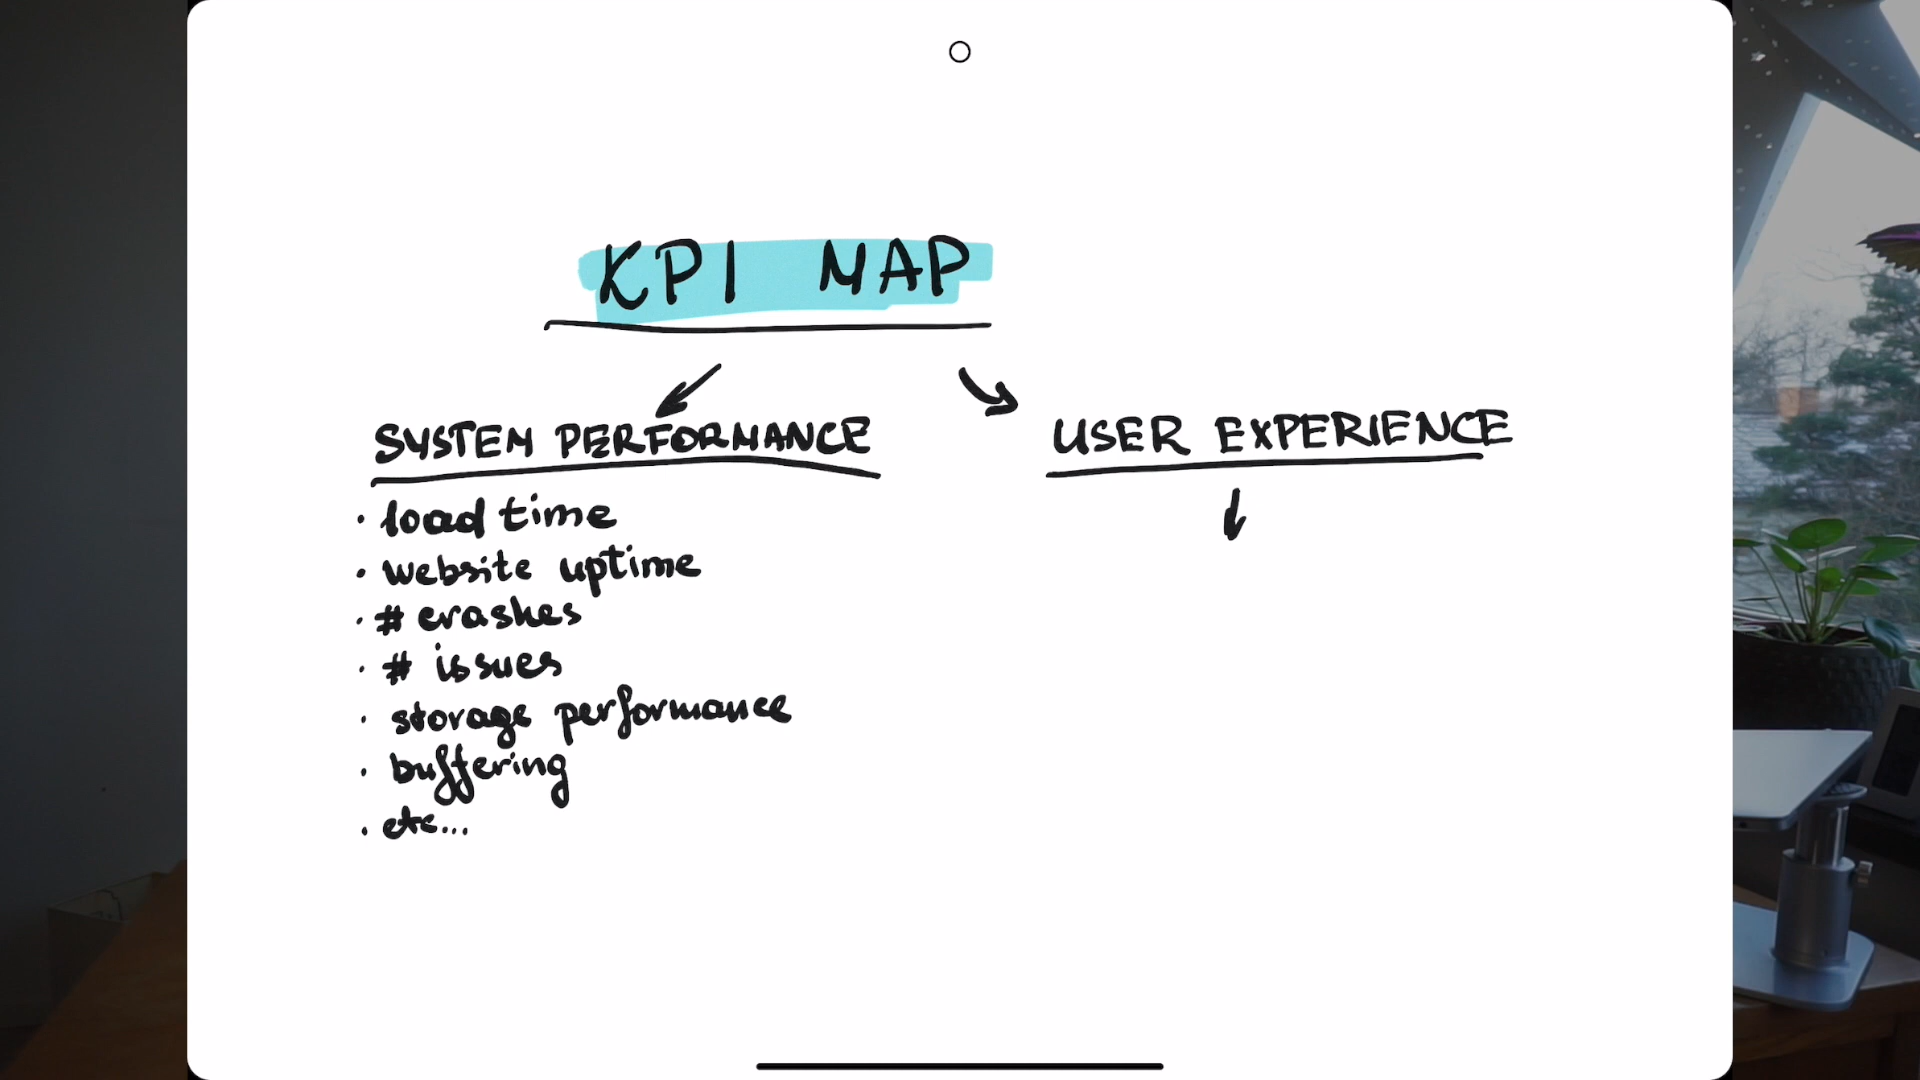 KPI MAP
SYSTEM PERFORMANCE
· load time
· website uptime
· # crashes
· # issues
· storage performance
· buffering
· etc...
USER EXPERIENCE